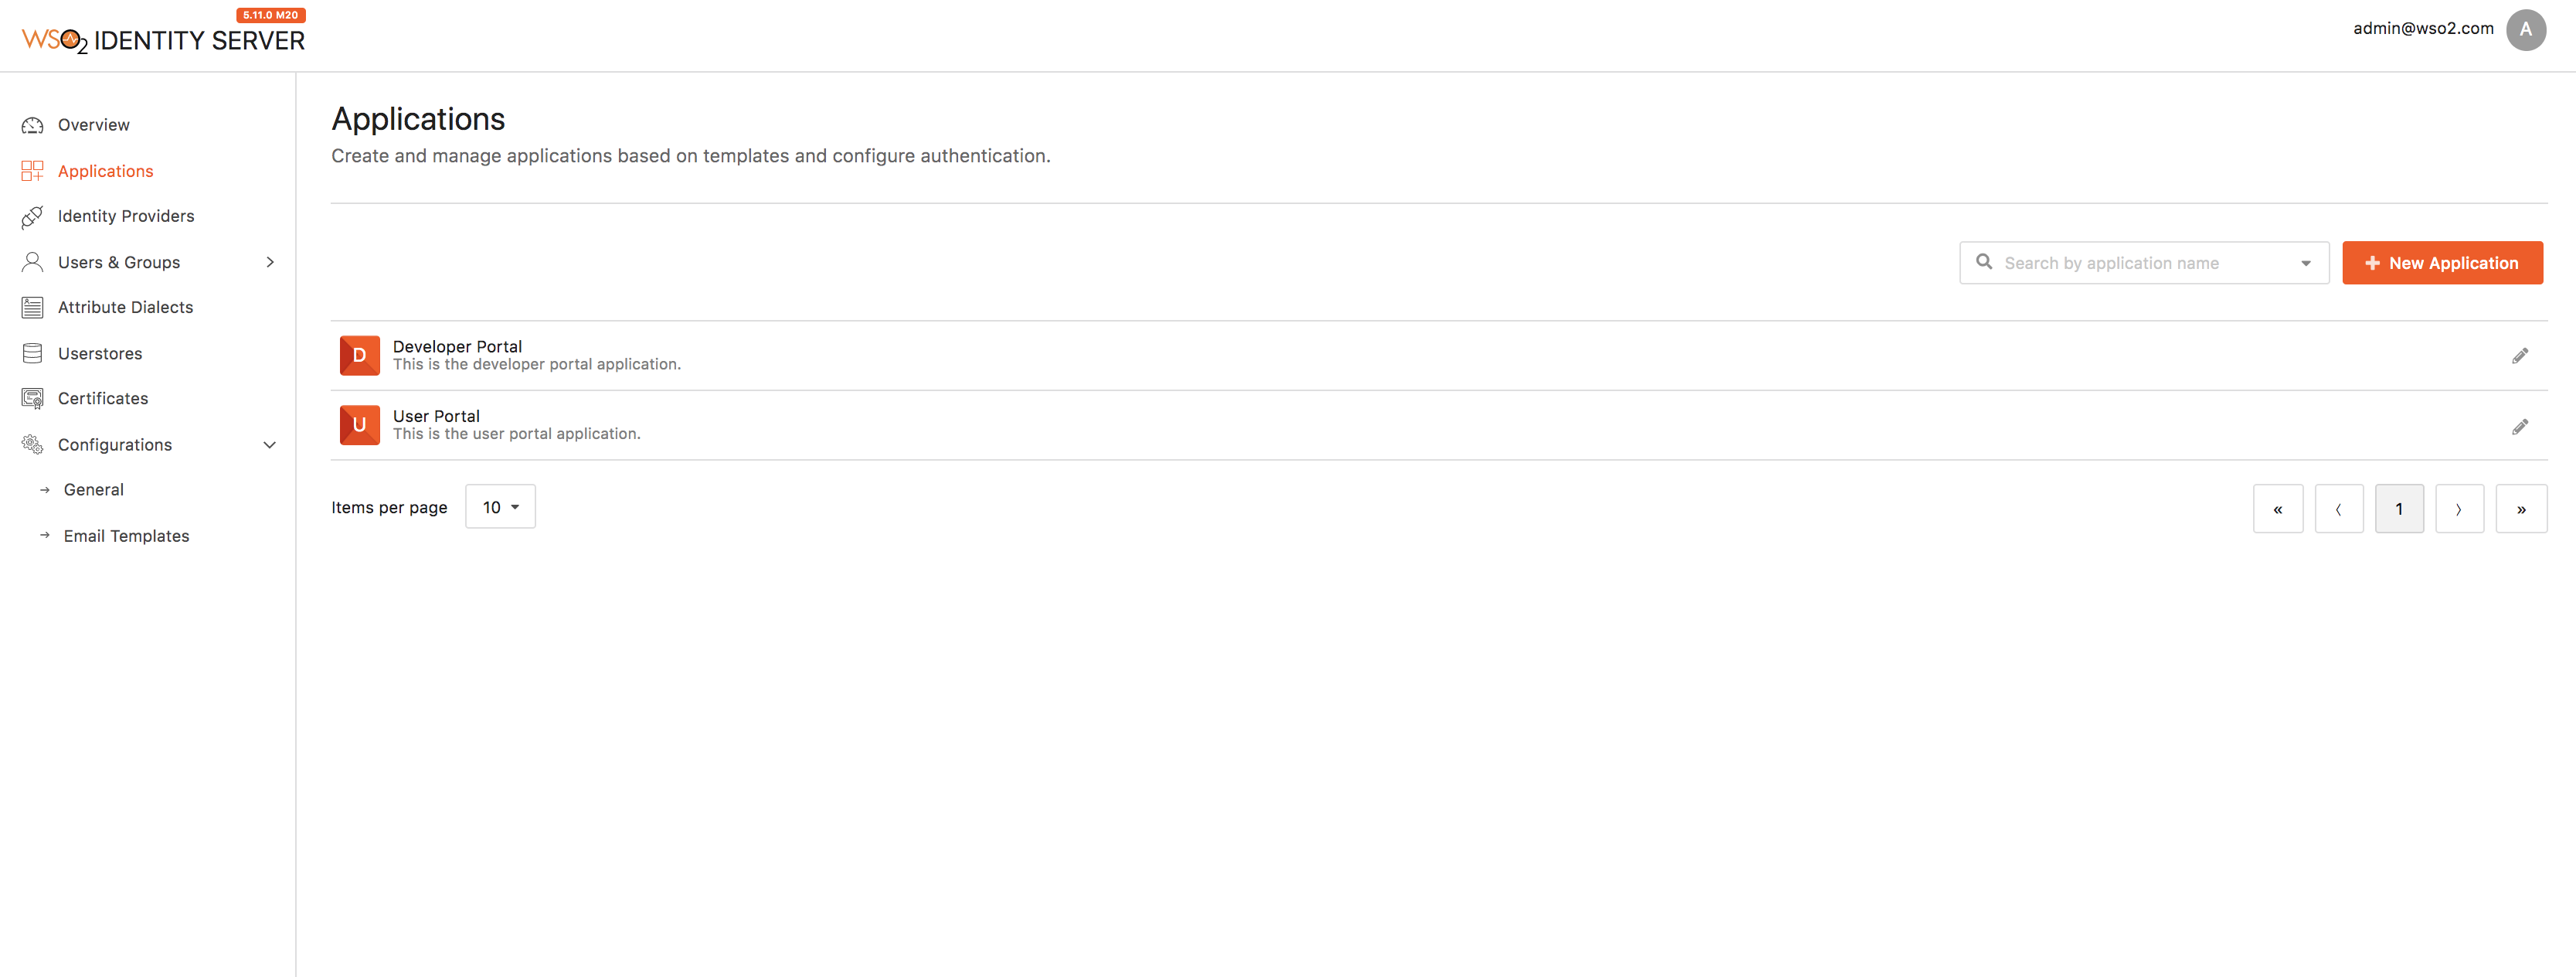 5.11.0 M20
WSO2 IDENTITY SERVER
admin@wso2.com
A
Overview
Applications
Identity Providers
Users & Groups
Attribute Dialects
Userstores
Certificates
Configurations
→ General
→ Email Templates
Applications
Create and manage applications based on templates and configure authentication.
Search by application name
+ New Application
D
Developer Portal
This is the developer portal application.
U
User Portal
This is the user portal application.
Items per page 10
« ⟨ 1 ⟩ »